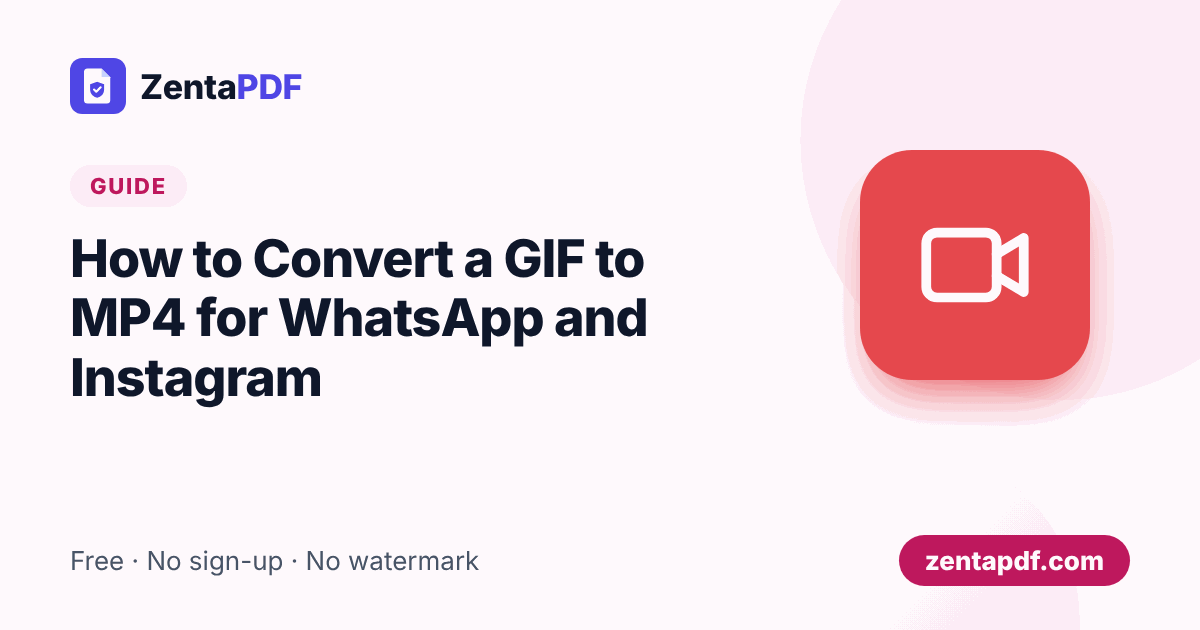 ZentaPDF
GUIDE
How to Convert a GIF to
MP4 for WhatsApp and
Instagram
Free · No sign-up · No watermark
zentapdf.com